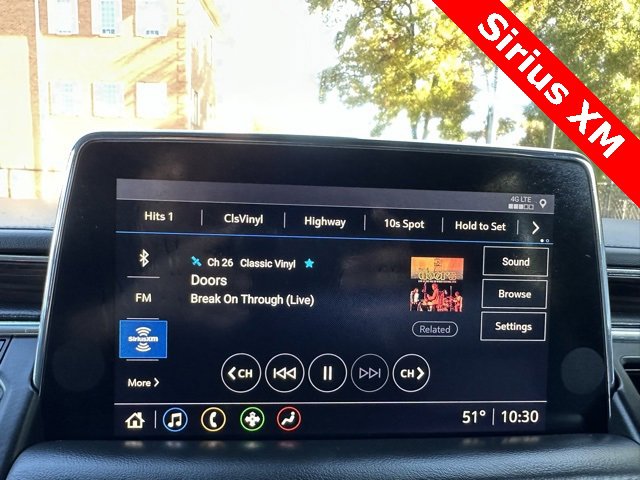 Sirius XM
4G LTE
Hits 1 ClsVinyl Highway 10s Spot Hold to Set
Ch 26 Classic Vinyl
Doors
Break On Through (Live)
Related
Sound
Browse
Settings
FM
SiriusXM
More
CH CH
51° 10:30